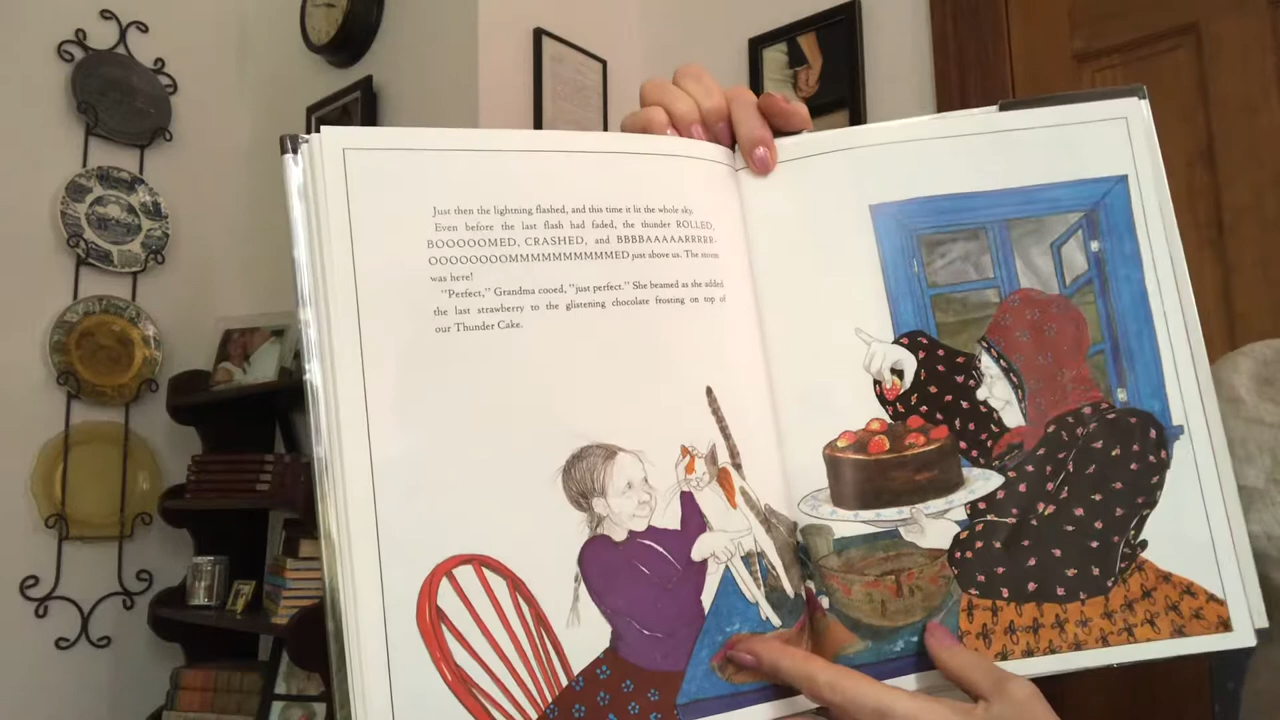 Just then the lightning flashed, and this time it lit the whole sky.
Even before the last flash had faded, the thunder ROLLED,
BOOOOOMED, CRASHED, and BBBBAAAAARRRRR-
OOOOOOOOMMMMMMMMMMED just above us. The storm
was here!
"Perfect," Grandma cooed, "just perfect." She beamed as she added
the last strawberry to the glistening chocolate frosting on top of
our Thunder Cake.